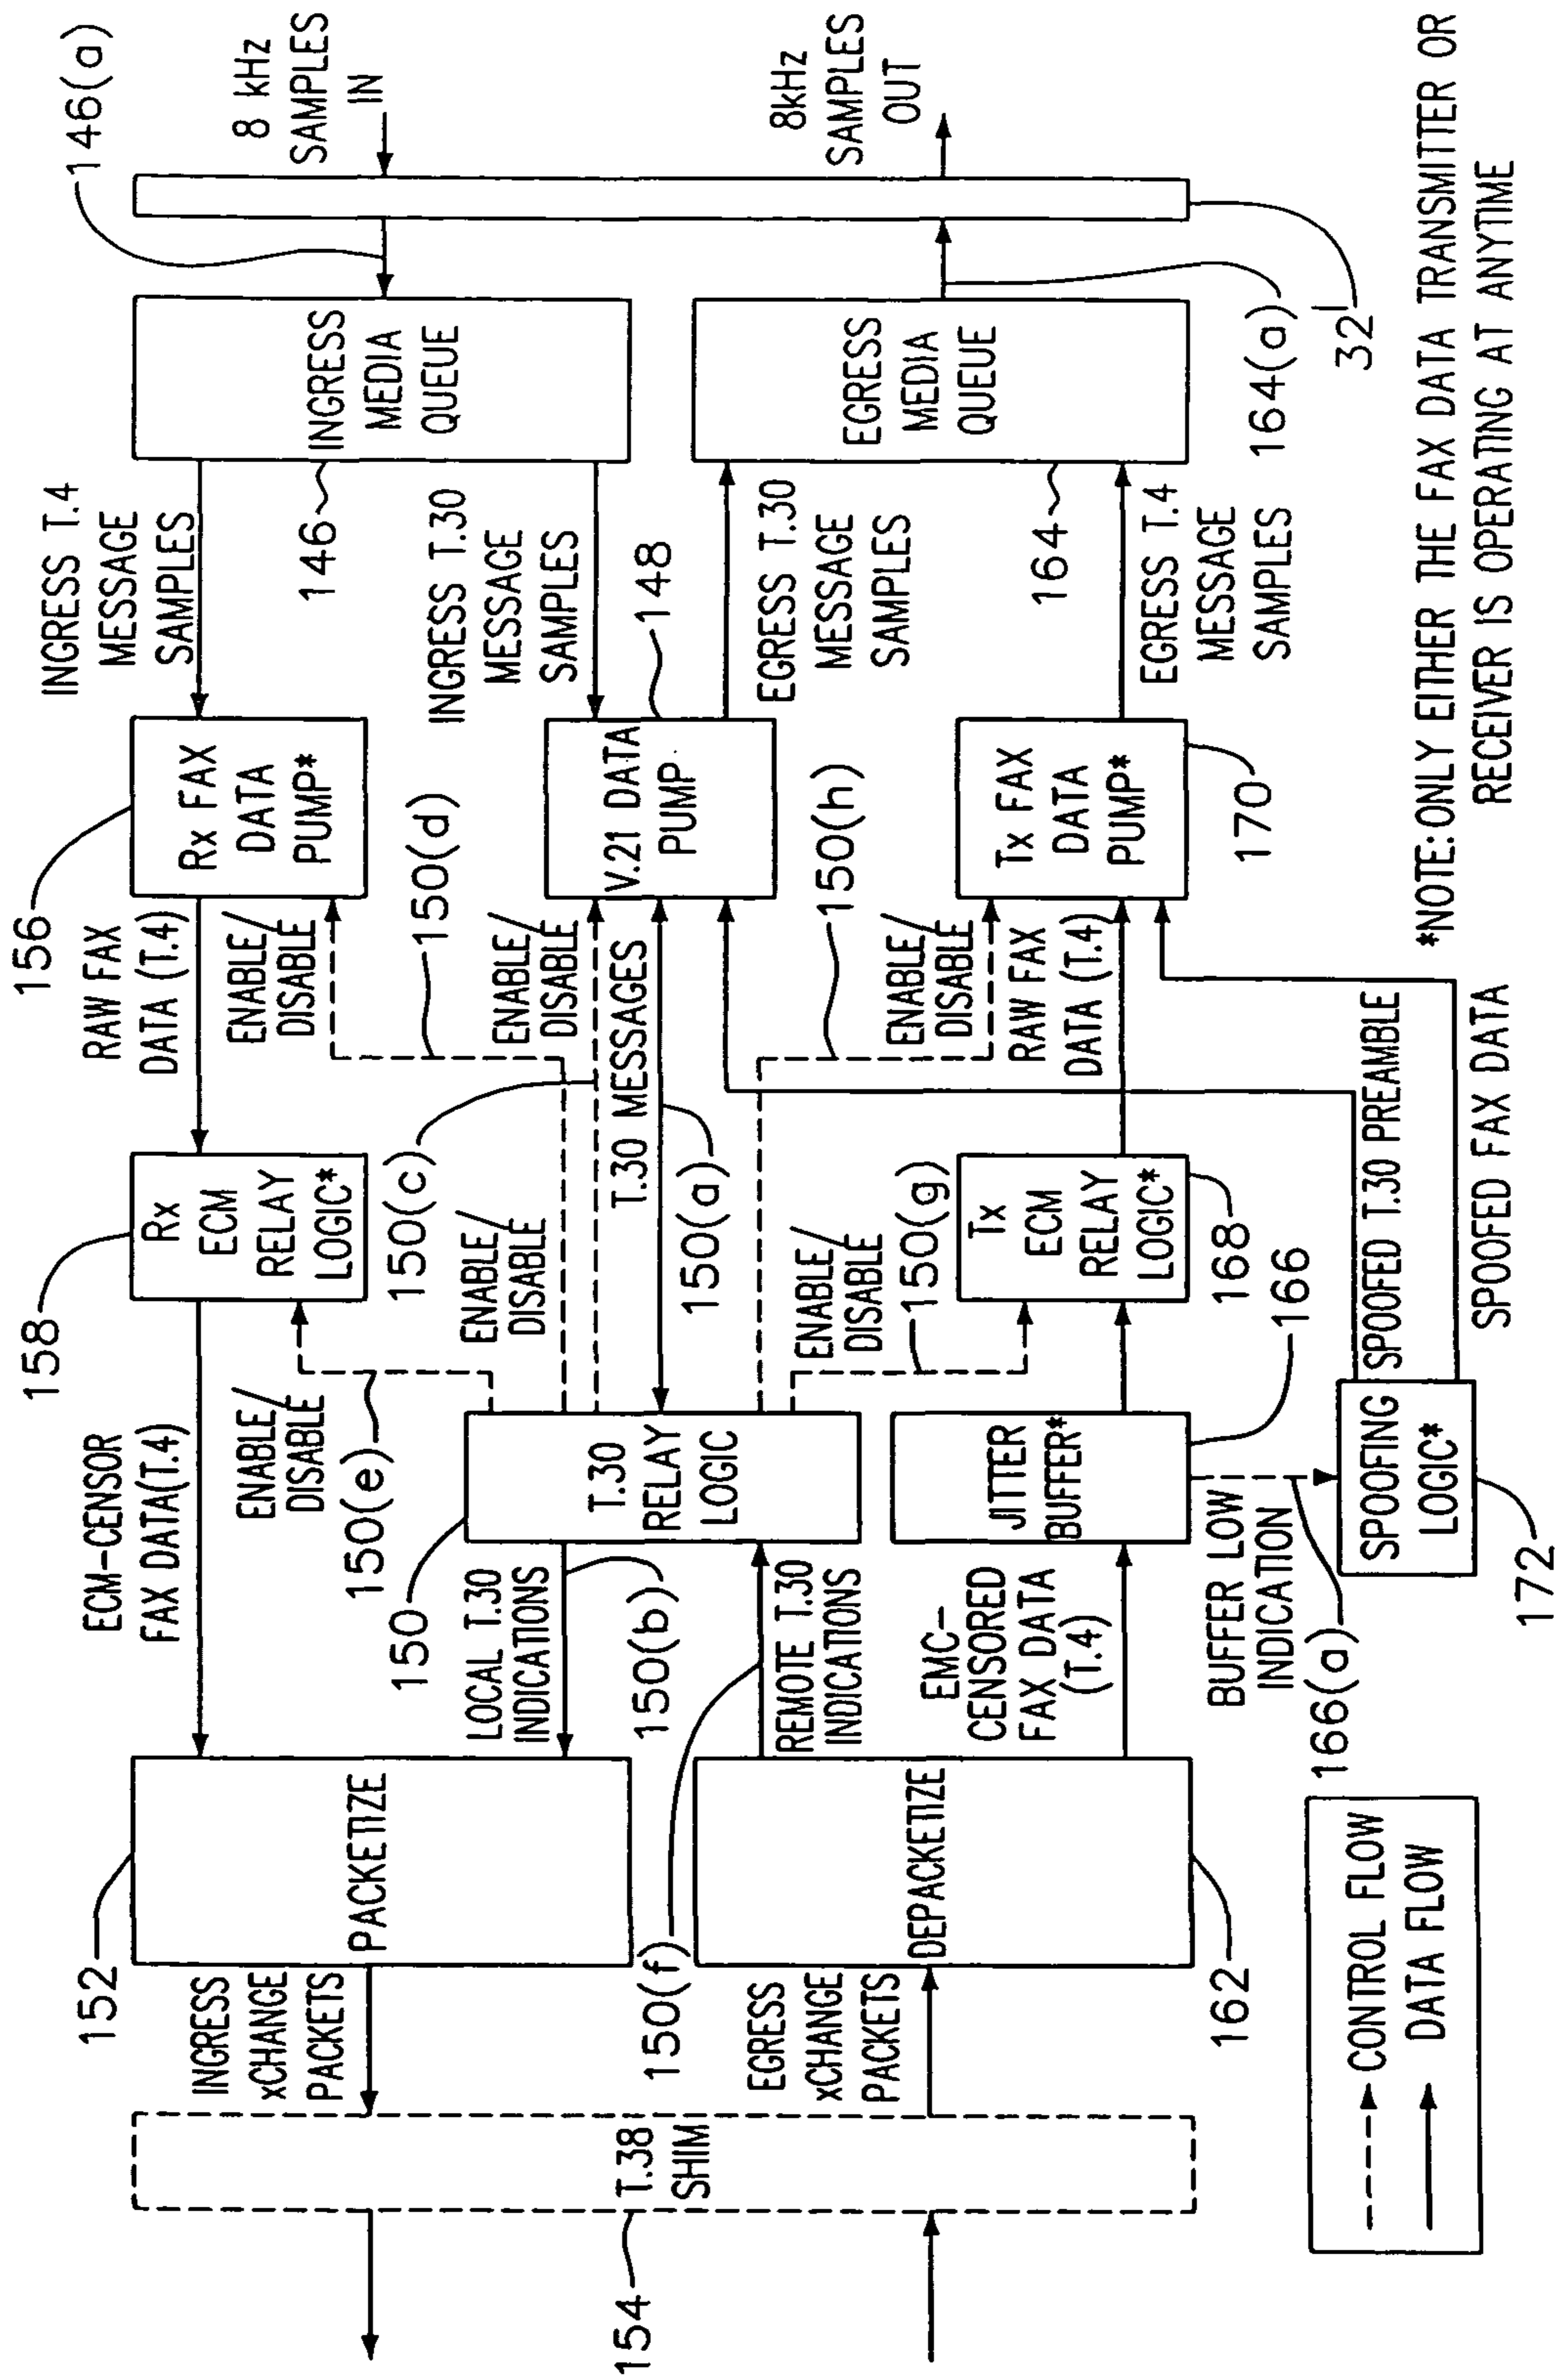 INGRESS T.4
MESSAGE
SAMPLES
146(a)
8 kHz
SAMPLES
IN
156
RAW FAX
DATA (T.4)
Rx FAX
DATA
PUMP*
INGRESS
MEDIA
QUEUE
146
158
ECM-CENSOR
FAX DATA(T.4)
Rx
ECM
RELAY
LOGIC*
ENABLE/
DISABLE
150(d)
INGRESS T.30
MESSAGE
SAMPLES
152
INGRESS
xCHANGE
PACKETS
PACKETIZE
ENABLE/
DISABLE
150(e)
150(c)
ENABLE/
DISABLE
ENABLE/
DISABLE
V.21 DATA
PUMP
148
150
LOCAL T.30
INDICATIONS
150(b)
T.30
RELAY
LOGIC
T.30 MESSAGES
150(a)
154
T.38
SHIM
150(f)
REMOTE T.30
INDICATIONS
ENABLE/
DISABLE
150(g)
150(h)
ENABLE/
DISABLE
EGRESS T.30
MESSAGE
SAMPLES
8kHz
SAMPLES
OUT
EGRESS
MEDIA
QUEUE
164
164(a)
32'
EGRESS
xCHANGE
PACKETS
DEPACKETIZE
162
EMC-
CENSORED
FAX DATA
(T.4)
JITTER
BUFFER*
166
Tx
ECM
RELAY
LOGIC*
168
RAW FAX
DATA (T.4)
Tx FAX
DATA
PUMP*
170
EGRESS T.4
MESSAGE
SAMPLES
BUFFER LOW
INDICATION
166(a)
SPOOFING
LOGIC*
172
SPOOFED T.30 PREAMBLE
SPOOFED FAX DATA
CONTROL FLOW
DATA FLOW
*NOTE: ONLY EITHER THE FAX DATA TRANSMITTER OR
RECEIVER IS OPERATING AT ANYTIME